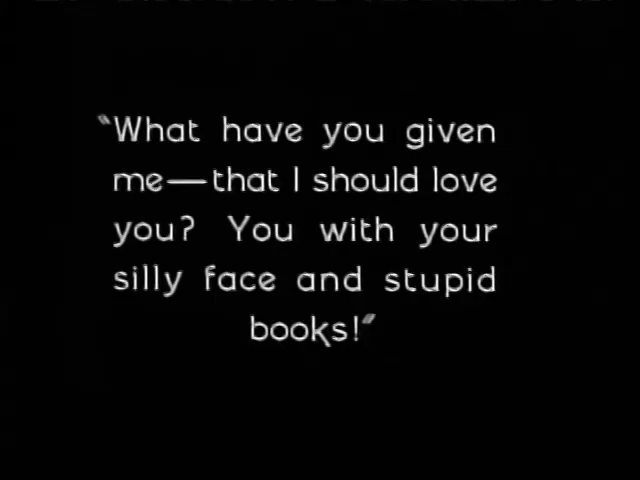 "What have you given
me—that I should love
you? You with your
silly face and stupid
books!"